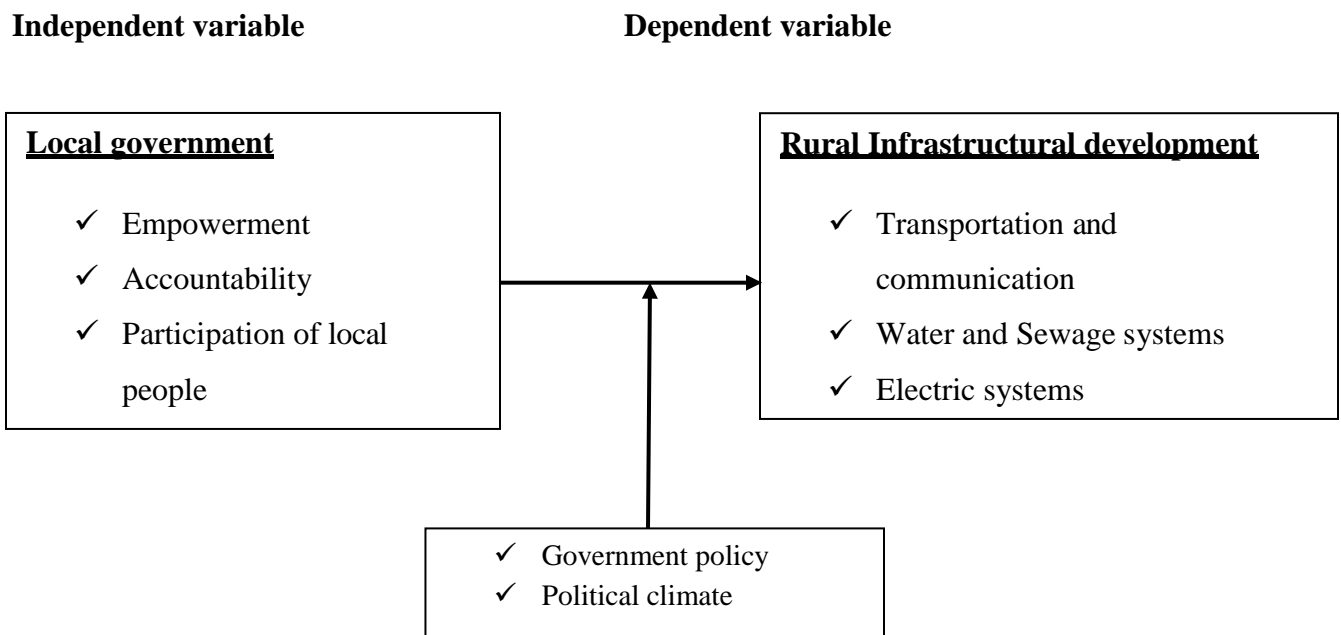 Independent variable
Dependent variable
Local government
✓ Empowerment
✓ Accountability
✓ Participation of local
people
Rural Infrastructural development
✓ Transportation and
communication
✓ Water and Sewage systems
✓ Electric systems
✓ Government policy
✓ Political climate